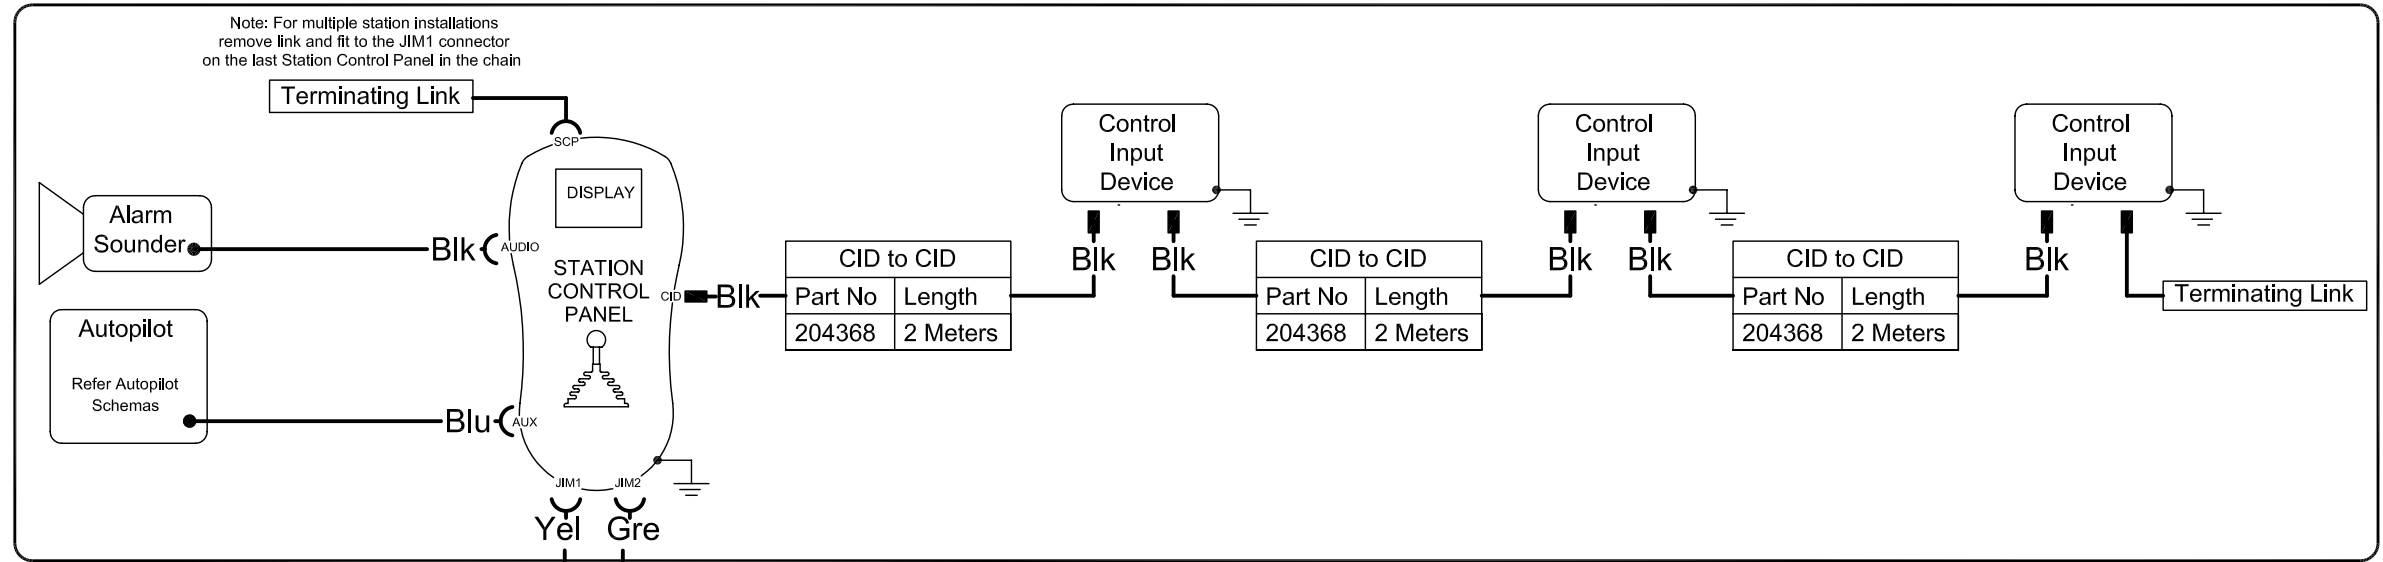 Note: For multiple station installations
remove link and fit to the JIM1 connector
on the last Station Control Panel in the chain
Terminating Link
SCP
DISPLAY
Alarm
Sounder
Blk
AUDIO
STATION
CONTROL
PANEL
CID
Blk
Autopilot
Refer Autopilot
Schemas
Blu
AUX
JIM1
JIM2
Yel
Gre
CID to CID
Part No
Length
204368
2 Meters
Control
Input
Device
Blk
Blk
CID to CID
Part No
Length
204368
2 Meters
Control
Input
Device
Blk
Blk
CID to CID
Part No
Length
204368
2 Meters
Control
Input
Device
Blk
Terminating Link